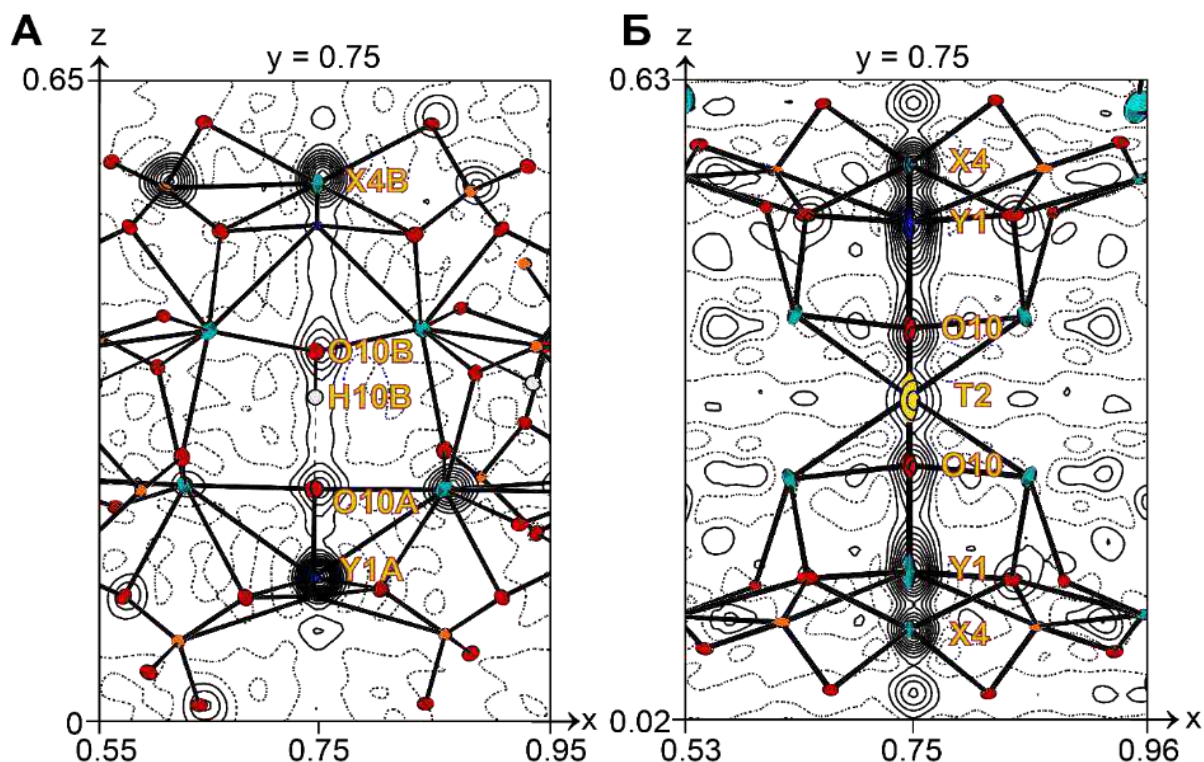 А
z
y = 0.75
0.65
X4B
O10B
H10B
O10A
Y1A
0
x
0.55
0.75
0.95
Б
z
y = 0.75
0.63
X4
Y1
O10
T2
O10
Y1
X4
0.02
x
0.53
0.75
0.96